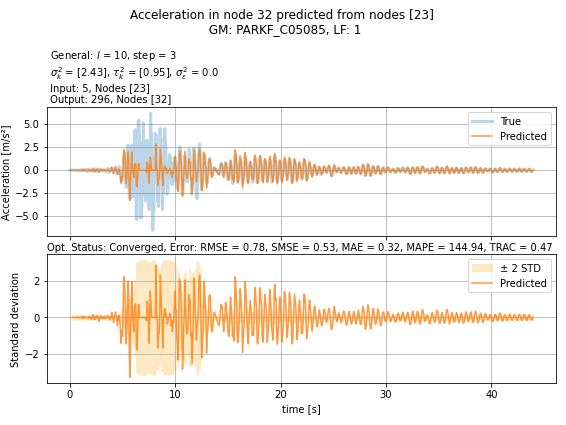 Acceleration in node 32 predicted from nodes [23]
GM: PARKF_C05085, LF: 1
General: l = 10, step = 3
σ²ₖ = [2.43], τ²ₖ = [0.95], σ²ε = 0.0
Input: 5, Nodes [23]
Output: 296, Nodes [32]
Acceleration [m/s²]
5.0
2.5
0.0
−2.5
−5.0
True
Predicted
Opt. Status: Converged, Error: RMSE = 0.78, SMSE = 0.53, MAE = 0.32, MAPE = 144.94, TRAC = 0.47
Standard deviation
2
0
−2
± 2 STD
Predicted
0 10 20 30 40
time [s]